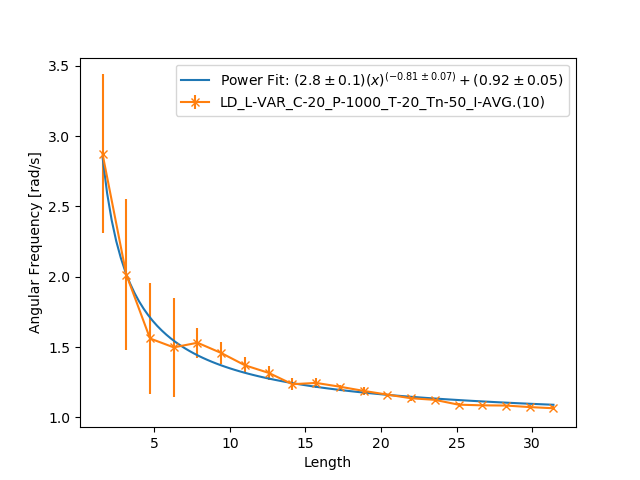 Power Fit: (2.8 ± 0.1)(x)^(−0.81 ± 0.07) + (0.92 ± 0.05)
LD_L-VAR_C-20_P-1000_T-20_Tn-50_I-AVG.(10)
Angular Frequency [rad/s]
3.5
3.0
2.5
2.0
1.5
1.0
5 10 15 20 25 30
Length